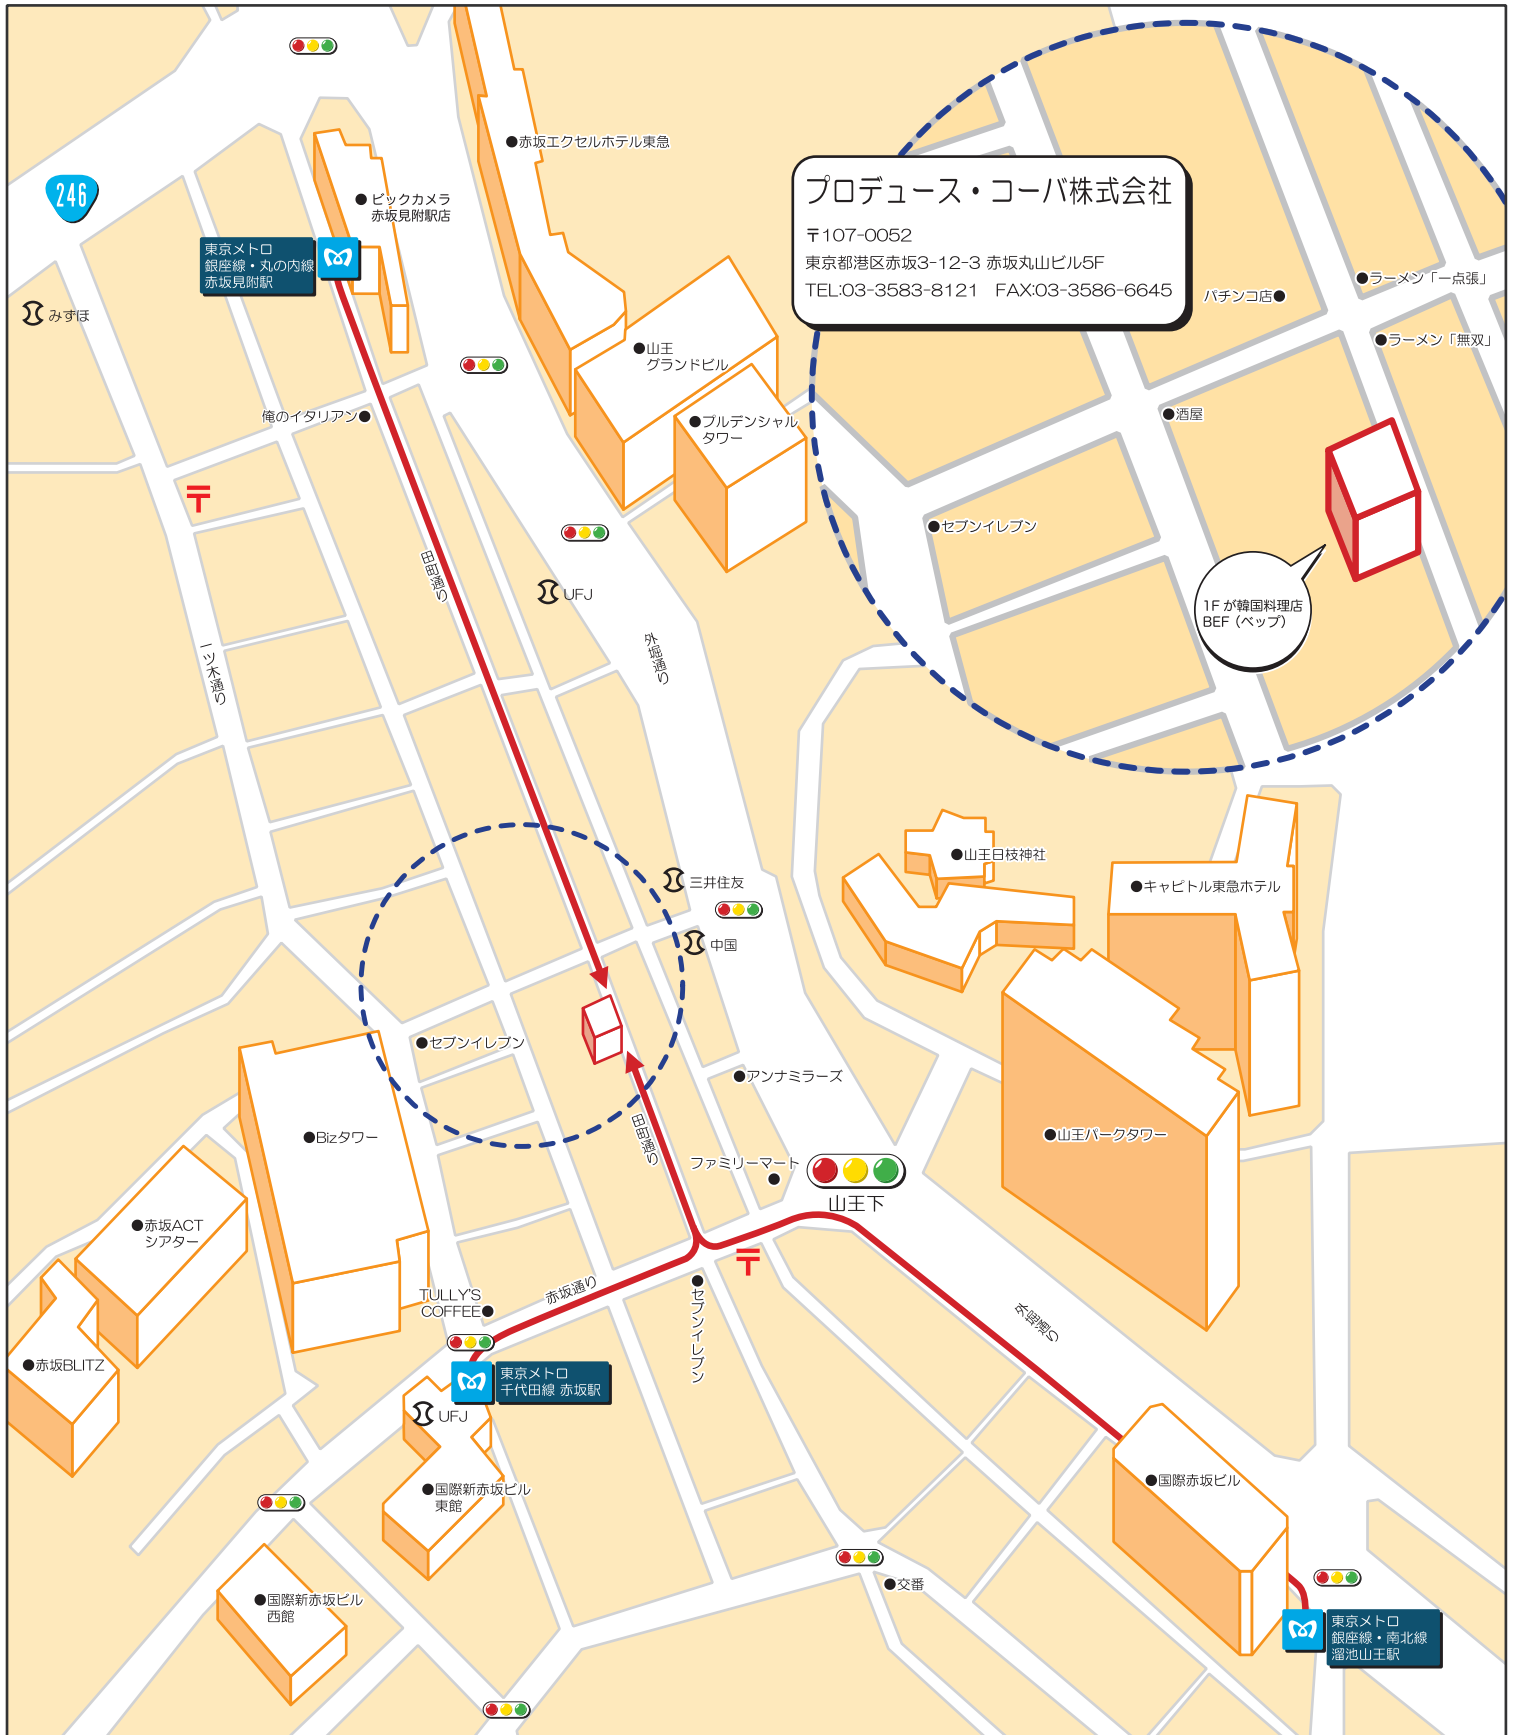 赤坂エクセルホテル東急
246
ビックカメラ
赤坂見附駅店
東京メトロ
銀座線・丸の内線
赤坂見附駅
みずほ
プロデュース・コーバ株式会社
〒107-0052
東京都港区赤坂3-12-3 赤坂丸山ビル5F
TEL:03-3583-8121 FAX:03-3586-6645
パチンコ店
ラーメン「一点張」
ラーメン「無双」
山王
グランドビル
俺のイタリアン
プルデンシャル
タワー
酒屋
〒
セブンイレブン
田町通り
UFJ
1F が韓国料理店
BEF（ベップ）
一ツ木通り
外堀通り
三井住友
中国
山王日枝神社
キャピトル東急ホテル
セブンイレブン
アンナミラーズ
Bizタワー
田町通り
ファミリーマート
山王下
山王パークタワー
赤坂ACT
シアター
〒
赤坂通り
TULLY'S
COFFEE
セブンイレブン
外堀通り
赤坂BLITZ
東京メトロ
千代田線 赤坂駅
UFJ
国際新赤坂ビル
東館
国際赤坂ビル
交番
国際新赤坂ビル
西館
東京メトロ
銀座線・南北線
溜池山王駅